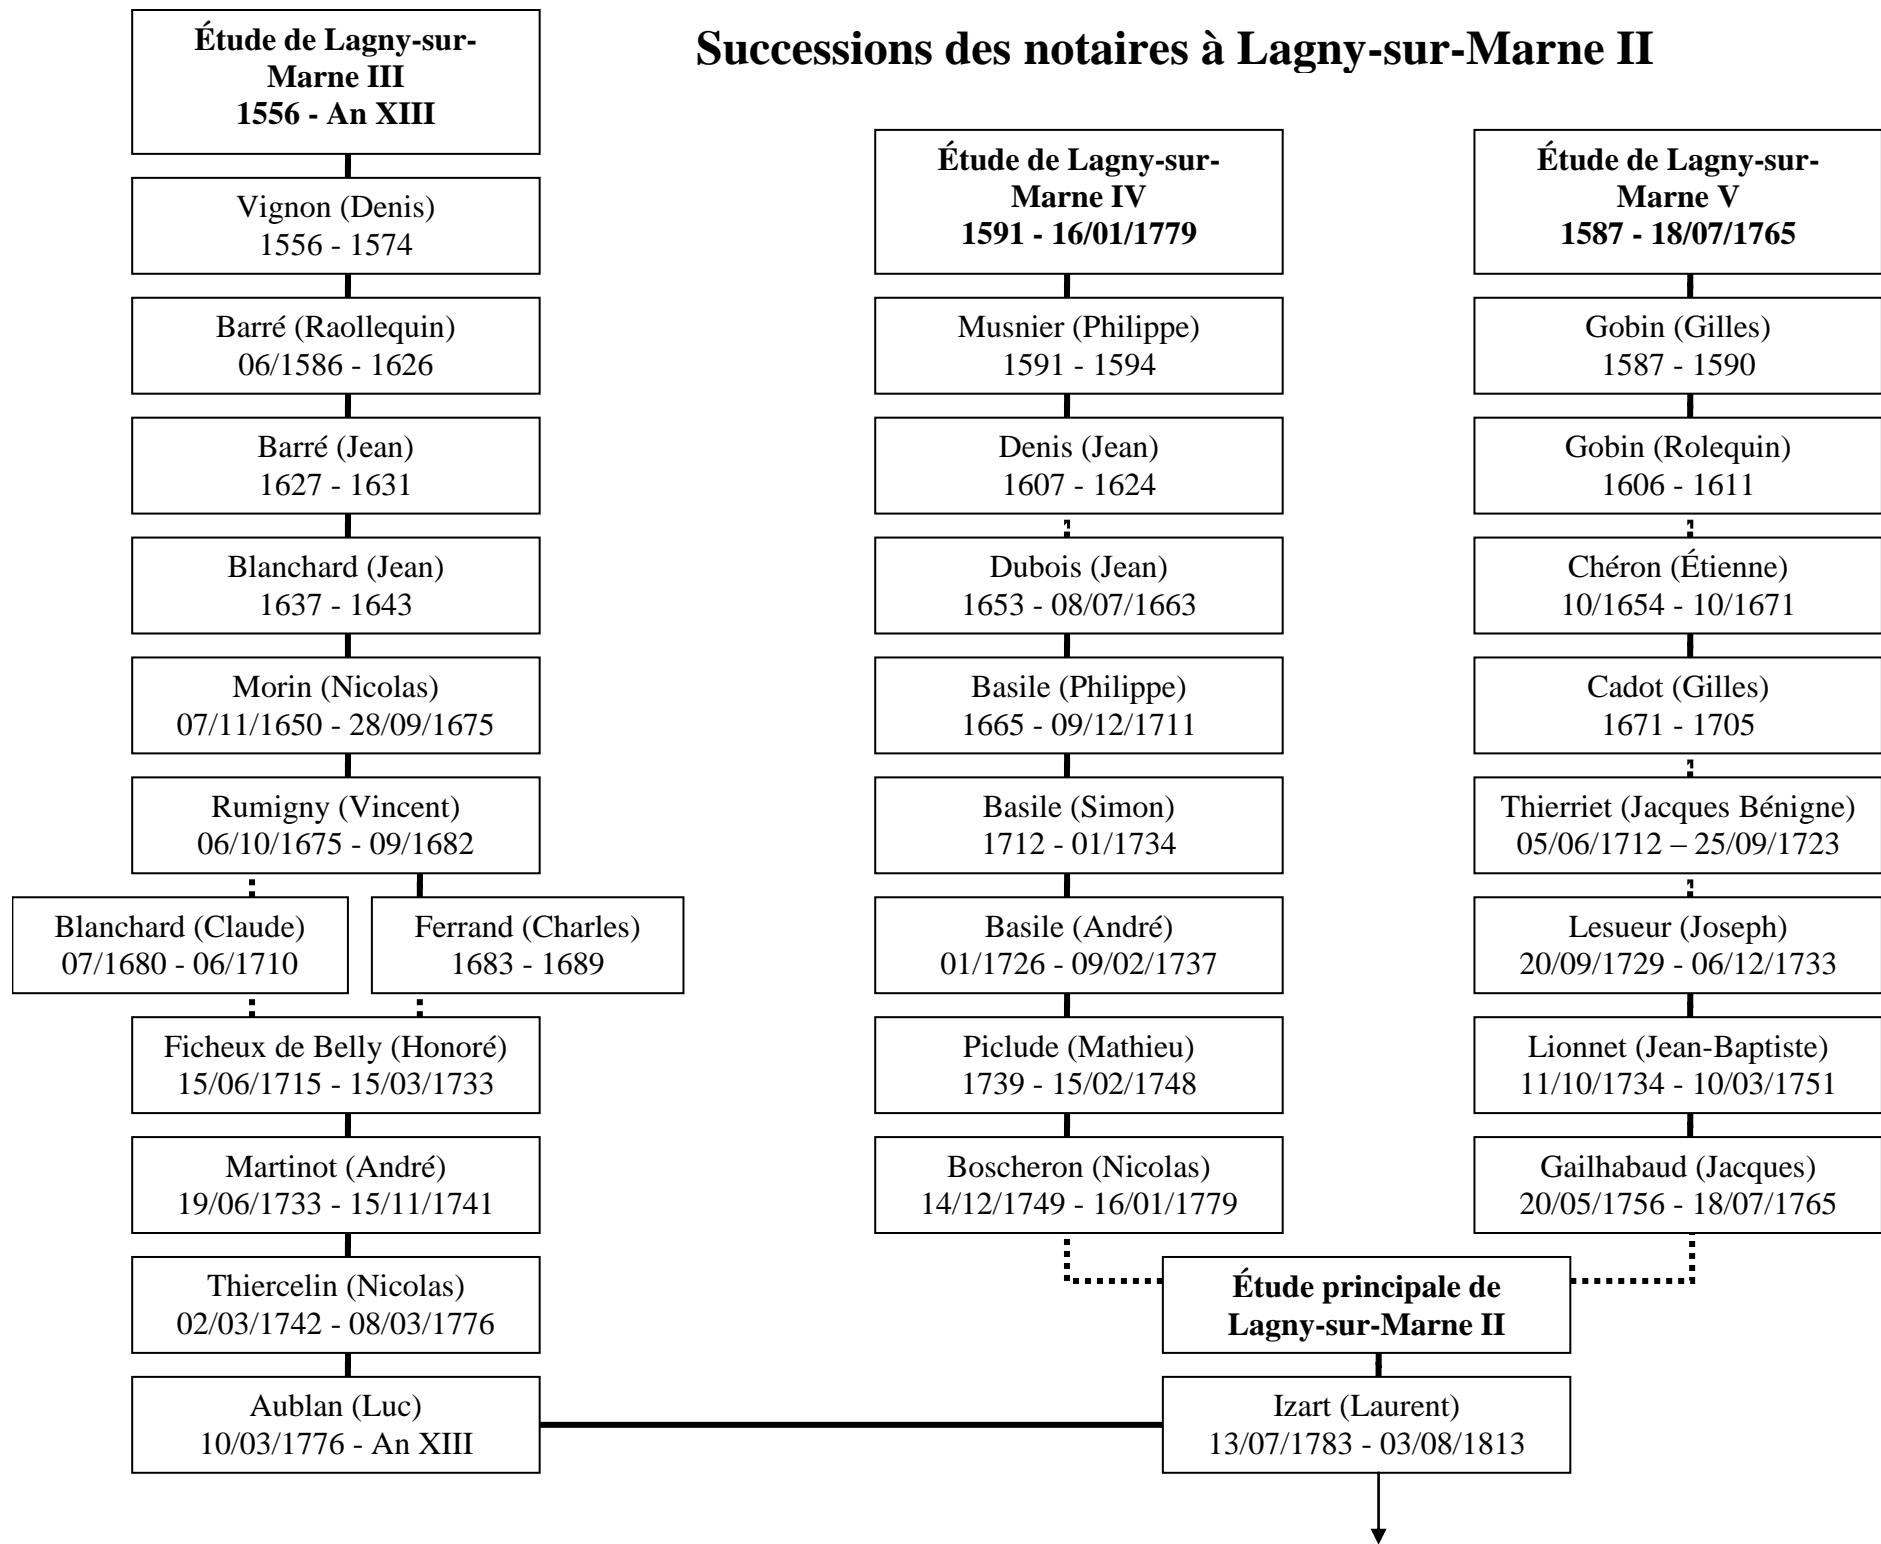 Successions des notaires à Lagny-sur-Marne II
Étude de Lagny-sur-
Marne III
1556 - An XIII
Vignon (Denis)
1556 - 1574
Barré (Raollequin)
06/1586 - 1626
Barré (Jean)
1627 - 1631
Blanchard (Jean)
1637 - 1643
Morin (Nicolas)
07/11/1650 - 28/09/1675
Rumigny (Vincent)
06/10/1675 - 09/1682
Blanchard (Claude)
07/1680 - 06/1710
Ferrand (Charles)
1683 - 1689
Ficheux de Belly (Honoré)
15/06/1715 - 15/03/1733
Martinot (André)
19/06/1733 - 15/11/1741
Thiercelin (Nicolas)
02/03/1742 - 08/03/1776
Aublan (Luc)
10/03/1776 - An XIII
Étude de Lagny-sur-
Marne IV
1591 - 16/01/1779
Musnier (Philippe)
1591 - 1594
Denis (Jean)
1607 - 1624
Dubois (Jean)
1653 - 08/07/1663
Basile (Philippe)
1665 - 09/12/1711
Basile (Simon)
1712 - 01/1734
Basile (André)
01/1726 - 09/02/1737
Piclude (Mathieu)
1739 - 15/02/1748
Boscheron (Nicolas)
14/12/1749 - 16/01/1779
Étude de Lagny-sur-
Marne V
1587 - 18/07/1765
Gobin (Gilles)
1587 - 1590
Gobin (Rolequin)
1606 - 1611
Chéron (Étienne)
10/1654 - 10/1671
Cadot (Gilles)
1671 - 1705
Thierriet (Jacques Bénigne)
05/06/1712 – 25/09/1723
Lesueur (Joseph)
20/09/1729 - 06/12/1733
Lionnet (Jean-Baptiste)
11/10/1734 - 10/03/1751
Gailhabaud (Jacques)
20/05/1756 - 18/07/1765
Étude principale de
Lagny-sur-Marne II
Izart (Laurent)
13/07/1783 - 03/08/1813